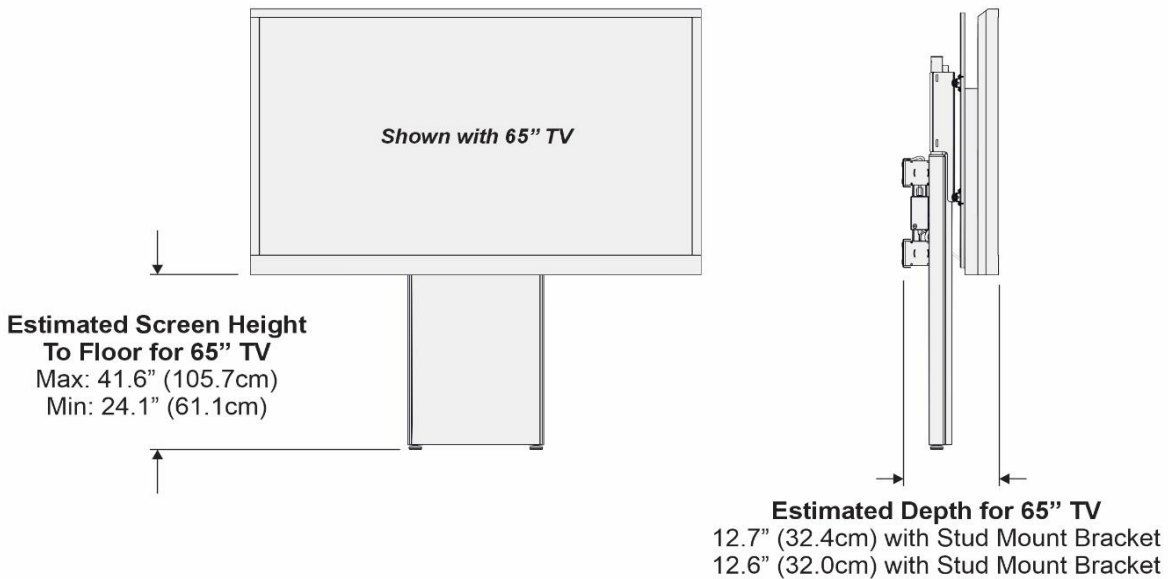 Shown with 65” TV
Estimated Screen Height
To Floor for 65” TV
Max: 41.6” (105.7cm)
Min: 24.1” (61.1cm)
Estimated Depth for 65” TV
12.7” (32.4cm) with Stud Mount Bracket
12.6” (32.0cm) with Stud Mount Bracket